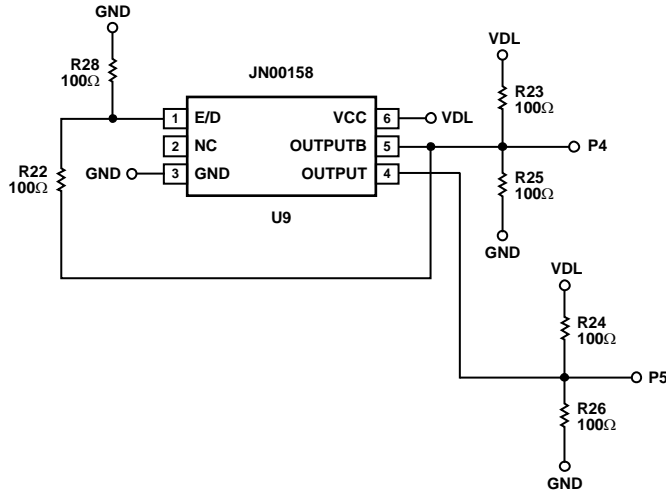 GND
R28
100Ω
JN00158
VDL
R23
100Ω
1 E/D
VCC 6
VDL
2 NC
OUTPUTB 5
P4
R22
100Ω
GND
3 GND
OUTPUT 4
R25
100Ω
U9
GND
VDL
R24
100Ω
P5
R26
100Ω
GND